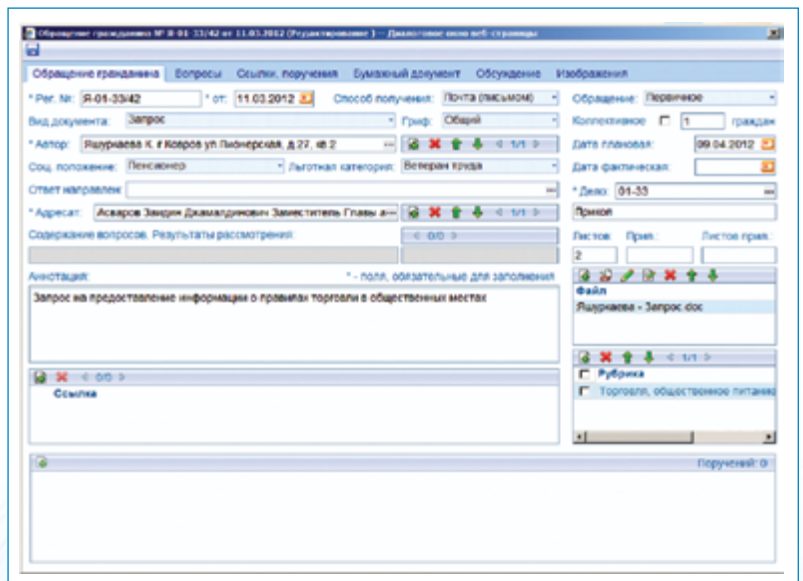 Обращение гражданина № Я-01-33/42 от 11.03.2012 (Редактирование) -- Диалоговое окно веб-страницы
Обращение гражданина Вопросы Ссылки, поручения Бумажный документ Обсуждение Изображения
* Рег. №: Я-01-33/42 * от: 11.03.2012 Способ получения: Почта (письмом) Обращение: Первичное
Вид документа: Запрос Гриф: Общий Коллективное 1 граждан
* Автор: Яшурнаева К. г Ковров ул Пионерская, д 27, кв 2 1/1 Дата плановая: 09.04.2012
Соц. положение: Пенсионер Льготная категория: Ветеран труда Дата фактическая:
Ответ направлен: * Дело: 01-33
* Адресат: Асваров Заидин Джамалдинович Заместитель Главы а 1/1 Прикол
Содержание вопросов. Результаты рассмотрения: 0/0 Листов: Прил.: Листов прил.:
2
Аннотация: * - поля, обязательные для заполнения
Файл
Запрос на предоставление информации о правилах торговли в общественных местах
Яшурнаева - Запрос.doc
1/1
0/0 Рубрика
Ссылка Торговля, общественное питание
Поручений: 0